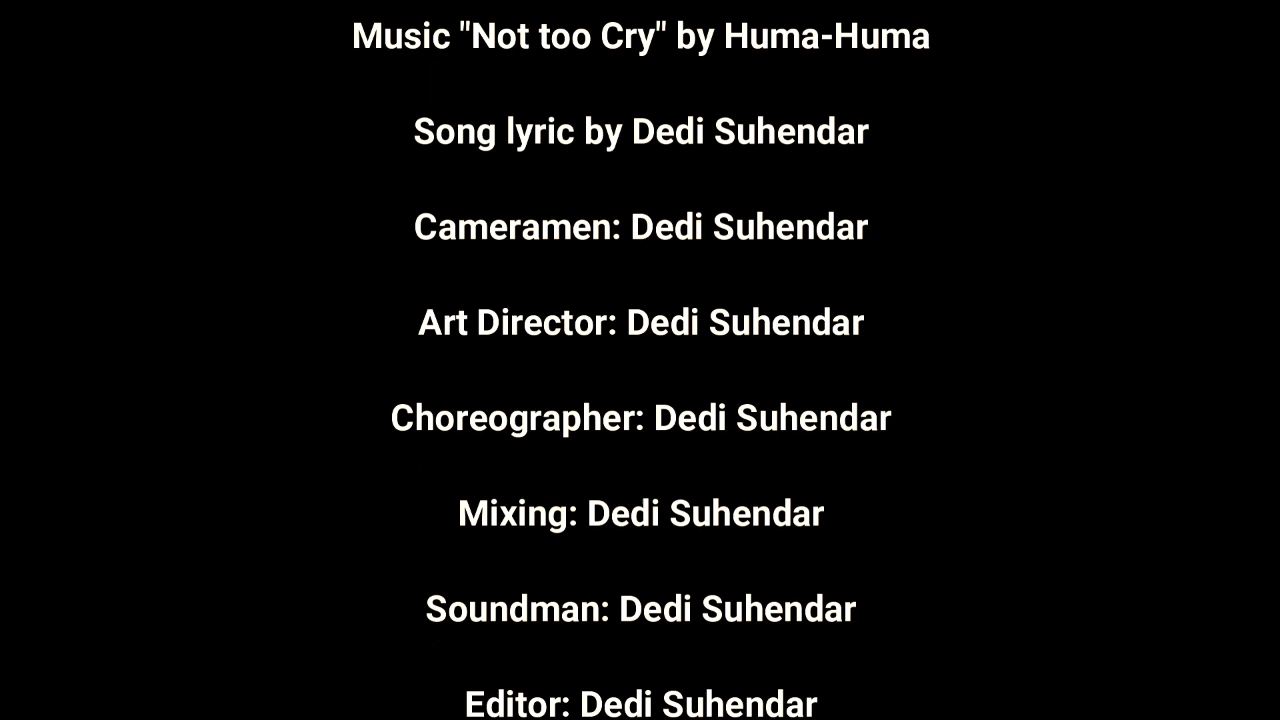 Music "Not too Cry" by Huma-Huma
Song lyric by Dedi Suhendar
Cameramen: Dedi Suhendar
Art Director: Dedi Suhendar
Choreographer: Dedi Suhendar
Mixing: Dedi Suhendar
Soundman: Dedi Suhendar
Editor: Dedi Suhendar